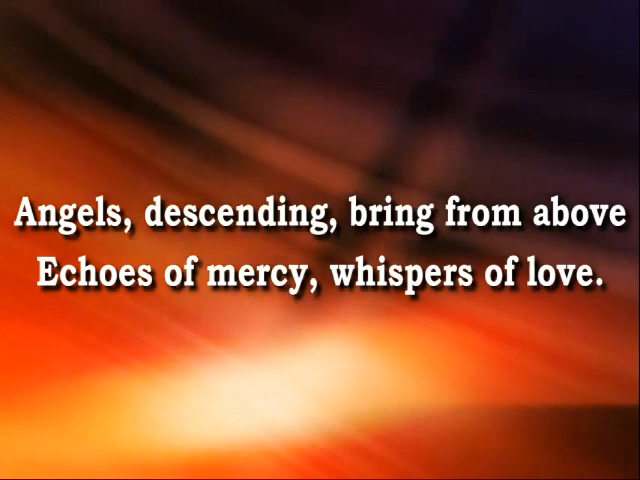 Angels, descending, bring from above
Echoes of mercy, whispers of love.